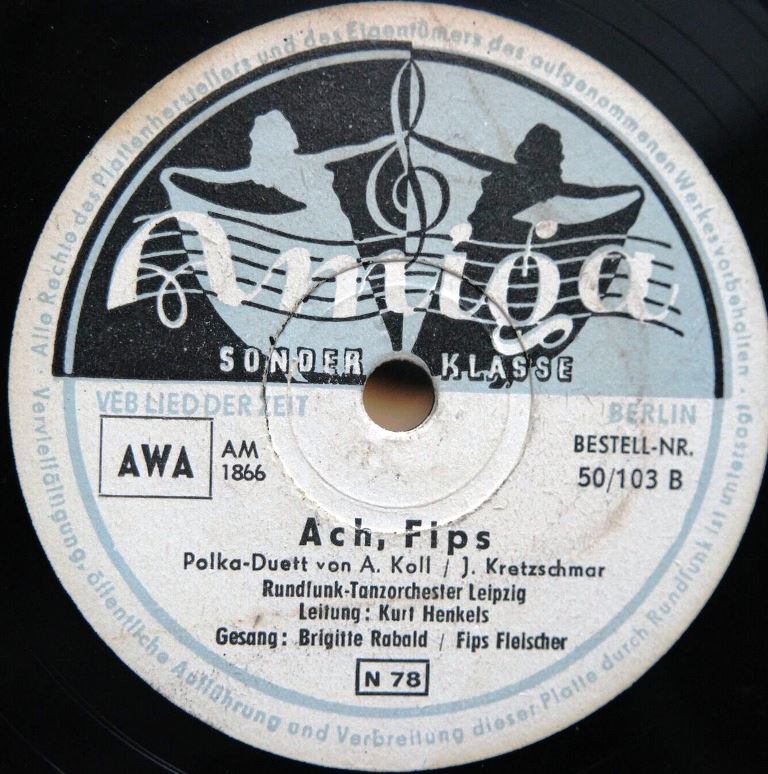 Alle Rechte des Plattenherstellers und des Eigentümers des aufgenommenen Werkes vorbehalten · Vervielfältigung, öffentliche Aufführung und Verbreitung dieser Platte durch Rundfunk ist untersagt ·
Amiga
SONDER KLASSE
VEB LIED DER ZEIT BERLIN
AWA
AM
1866
BESTELL-NR.
50/103 B
Ach, Fips
Polka-Duett von A. Koll / J. Kretzschmar
Rundfunk-Tanzorchester Leipzig
Leitung: Kurt Henkels
Gesang: Brigitte Rabald / Fips Fleischer
N 78